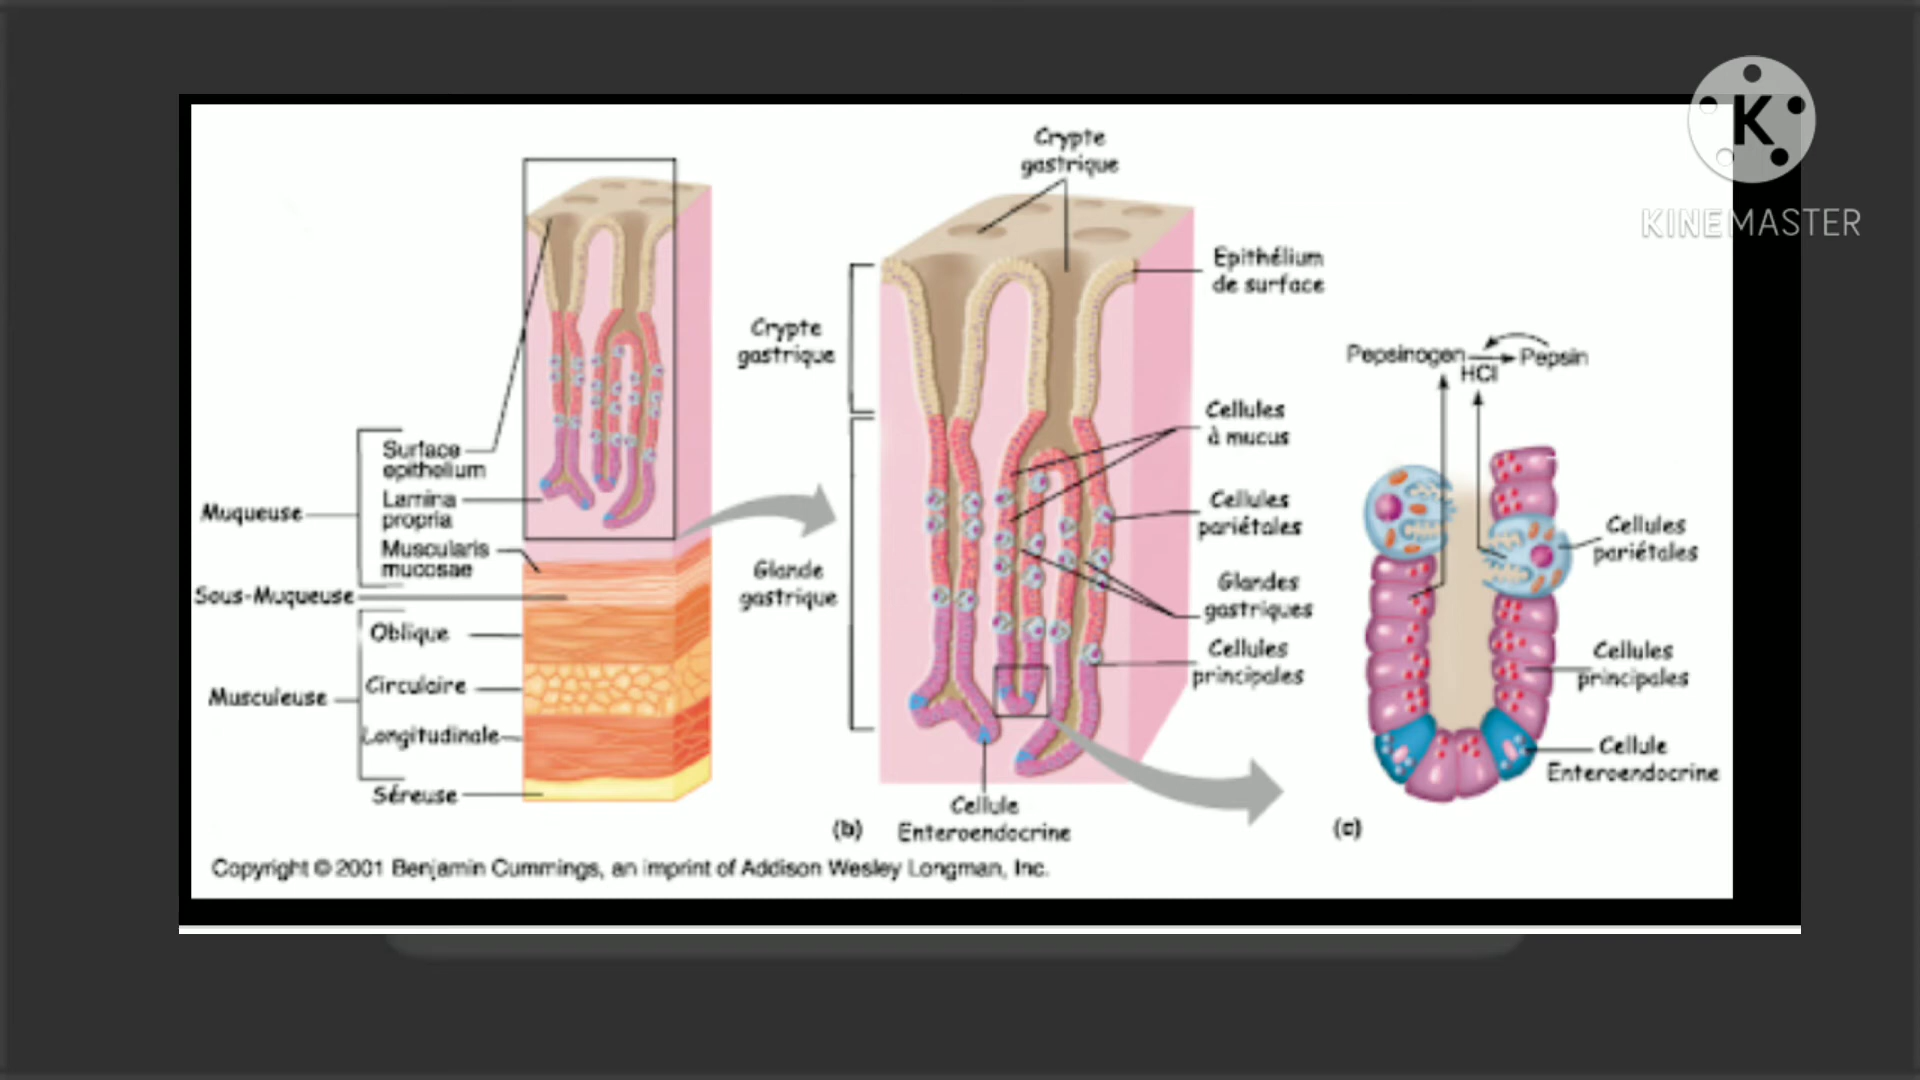 Surface
epithelium
Lamina
propria
Muscularis
mucosae
Muqueuse
Sous-Muqueuse
Oblique
Circulaire
Musculeuse
Longitudinale
Séreuse
Crypte
gastrique
Crypte
gastrique
Glande
gastrique
Epithélium
de surface
Cellules
à mucus
Cellules
pariétales
Glandes
gastriques
Cellules
principales
Cellule
Enteroendocrine
(b)
Pepsinogen
Pepsin
HCl
Cellules
pariétales
Cellules
principales
Cellule
Enteroendocrine
(c)
Copyright © 2001 Benjamin Cummings, an imprint of Addison Wesley Longman, Inc.
K
KINEMASTER